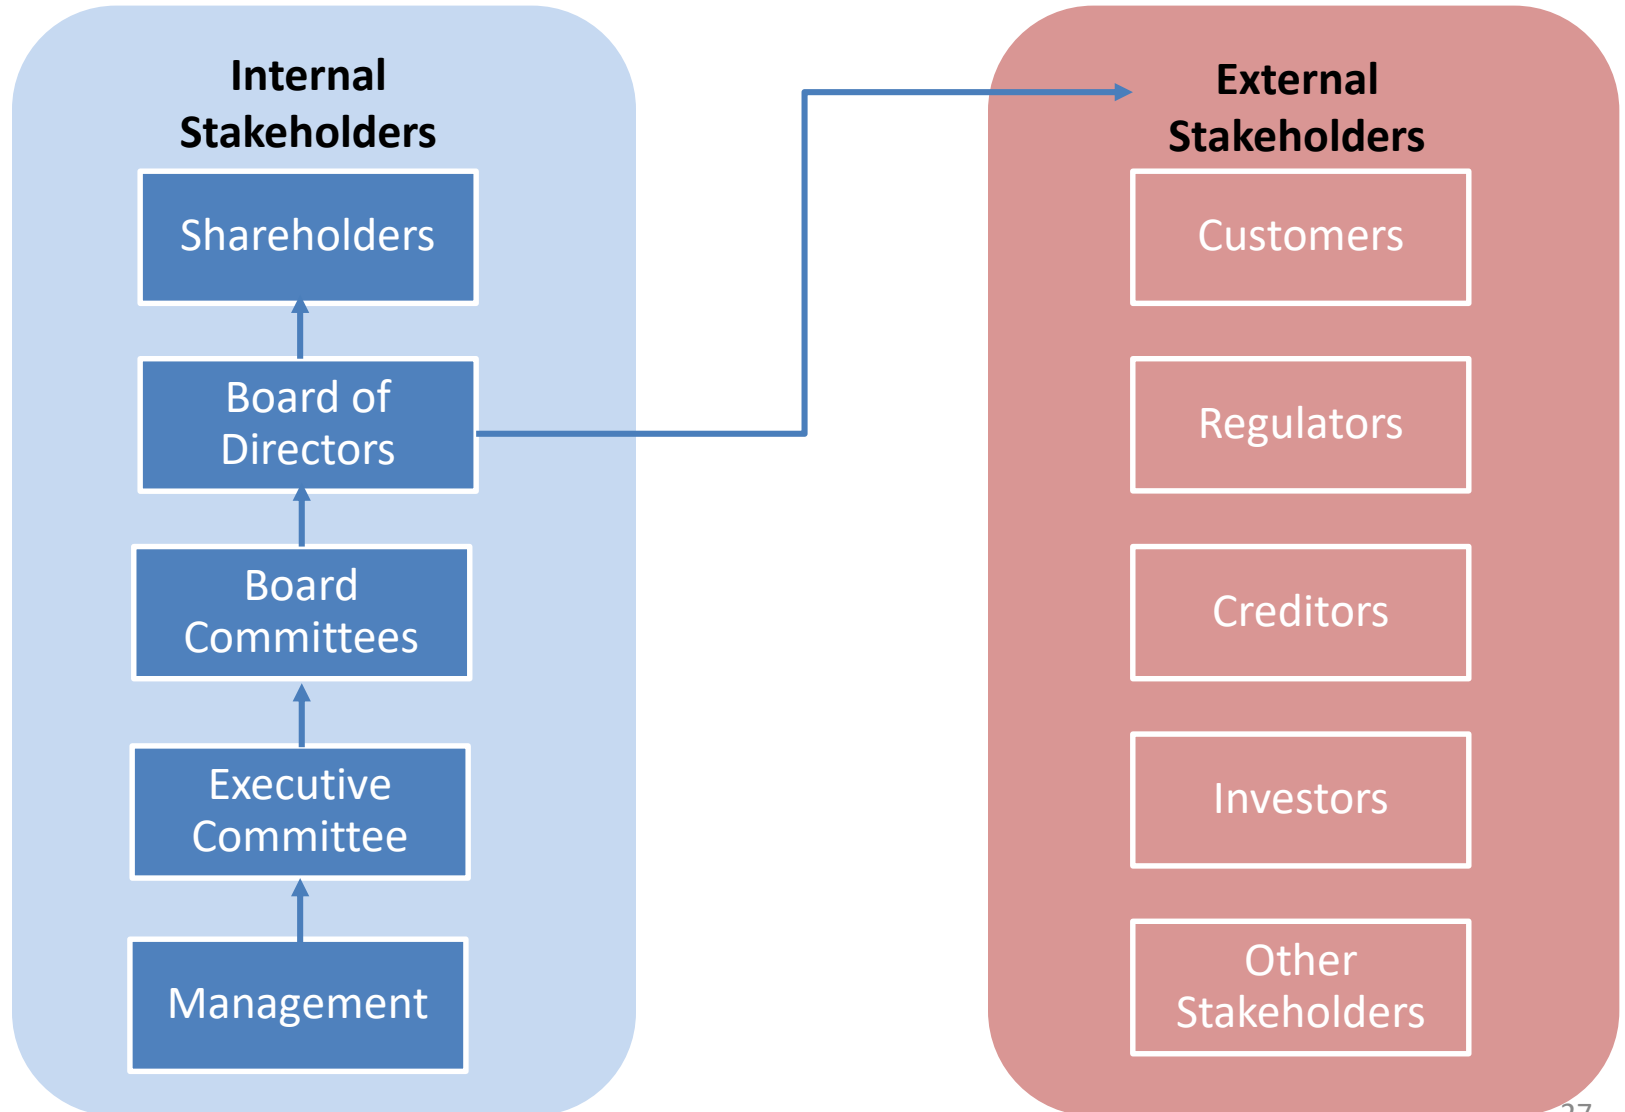 Internal
Stakeholders
Shareholders
Board of
Directors
Board
Committees
Executive
Committee
Management
External
Stakeholders
Customers
Regulators
Creditors
Investors
Other
Stakeholders